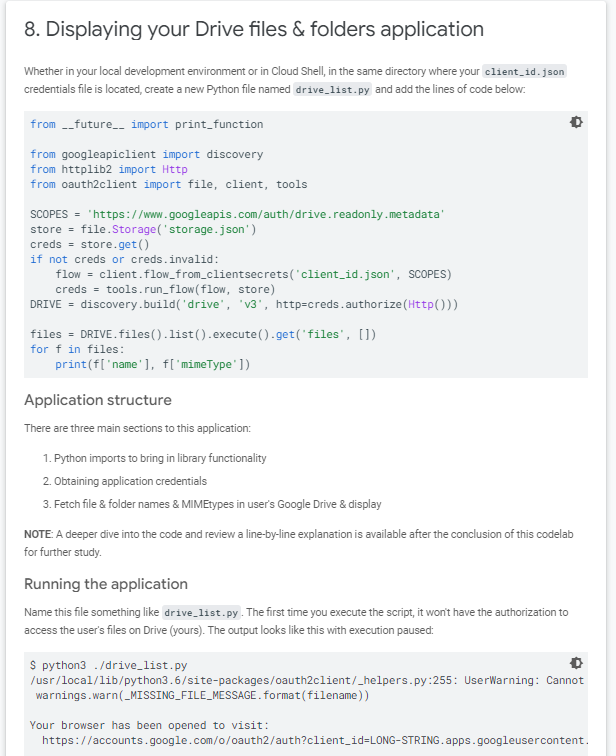 8. Displaying your Drive files & folders application
Whether in your local development environment or in Cloud Shell, in the same directory where your client_id.json
credentials file is located, create a new Python file named drive_list.py and add the lines of code below:
from __future__ import print_function

from googleapiclient import discovery
from httplib2 import Http
from oauth2client import file, client, tools

SCOPES = 'https://www.googleapis.com/auth/drive.readonly.metadata'
store = file.Storage('storage.json')
creds = store.get()
if not creds or creds.invalid:
    flow = client.flow_from_clientsecrets('client_id.json', SCOPES)
    creds = tools.run_flow(flow, store)
DRIVE = discovery.build('drive', 'v3', http=creds.authorize(Http()))

files = DRIVE.files().list().execute().get('files', [])
for f in files:
    print(f['name'], f['mimeType'])
Application structure
There are three main sections to this application:
1. Python imports to bring in library functionality
2. Obtaining application credentials
3. Fetch file & folder names & MIMEtypes in user's Google Drive & display
NOTE: A deeper dive into the code and review a line-by-line explanation is available after the conclusion of this codelab
for further study.
Running the application
Name this file something like drive_list.py. The first time you execute the script, it won't have the authorization to
access the user's files on Drive (yours). The output looks like this with execution paused:
$ python3 ./drive_list.py
/usr/local/lib/python3.6/site-packages/oauth2client/_helpers.py:255: UserWarning: Cannot
 warnings.warn(_MISSING_FILE_MESSAGE.format(filename))

Your browser has been opened to visit:
  https://accounts.google.com/o/oauth2/auth?client_id=LONG-STRING.apps.googleusercontent.